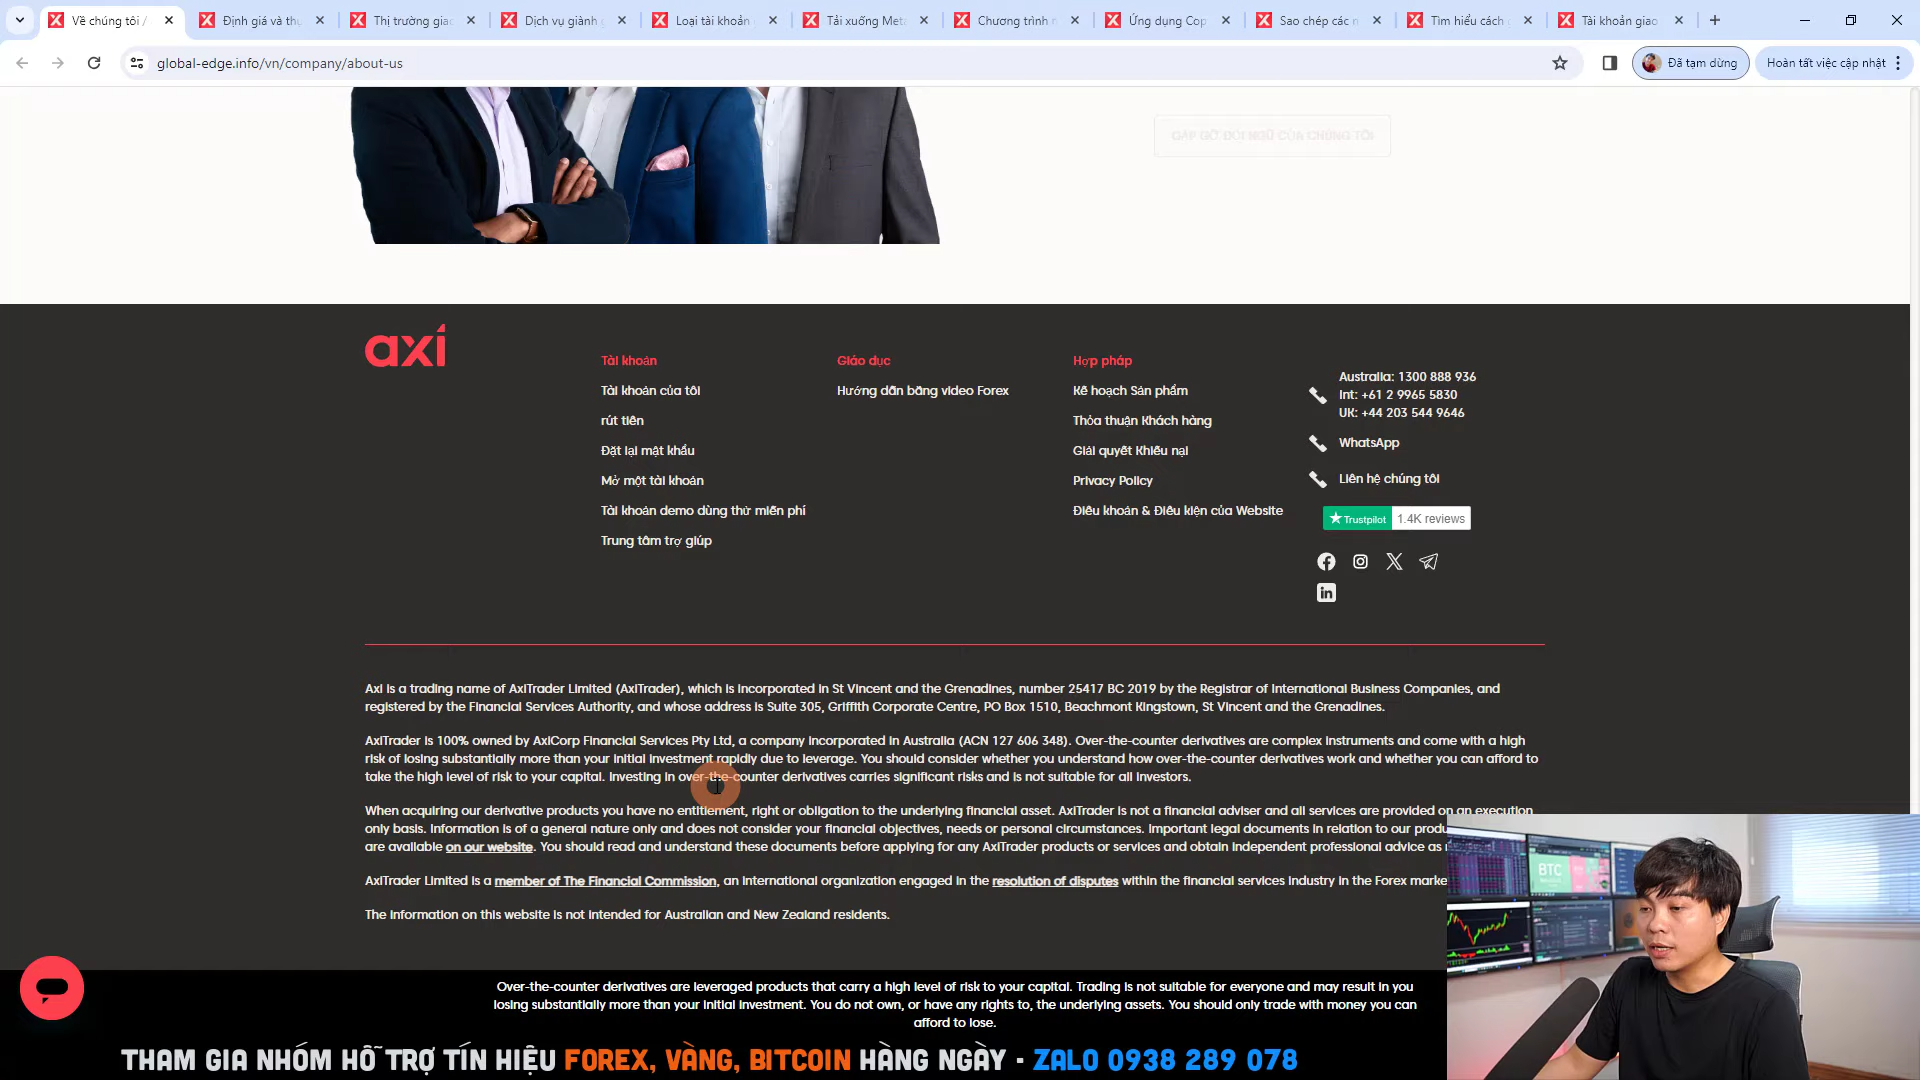 Về chúng tôi /
Định giá và thư
Thị trường giao
Dịch vụ giành
Loại tài khoản
Tải xuống Meta
Chương trình
Ứng dụng Cop
Sao chép các n
Tìm hiểu cách
Tài khoản giao
global-edge.info/vn/company/about-us
Đã tạm dừng
Hoàn tất việc cập nhật
GẶP GỠ ĐỘI NGŨ CỦA CHÚNG TÔI
axi
Tài khoản
Tài khoản của tôi
rút tiền
Đặt lại mật khẩu
Mở một tài khoản
Tài khoản demo dùng thử miễn phí
Trung tâm trợ giúp
Giáo dục
Hướng dẫn bằng video Forex
Hợp pháp
Kế hoạch Sản phẩm
Thỏa thuận Khách hàng
Giải quyết Khiếu nại
Privacy Policy
Điều khoản & Điều kiện của Website
Australia: 1300 888 936
Int: +61 2 9965 5830
UK: +44 203 544 9646
WhatsApp
Liên hệ chúng tôi
Trustpilot 1.4K reviews
Axi is a trading name of AxiTrader Limited (AxiTrader), which is incorporated in St Vincent and the Grenadines, number 25417 BC 2019 by the Registrar of International Business Companies, and
registered by the Financial Services Authority, and whose address is Suite 305, Griffith Corporate Centre, PO Box 1510, Beachmont Kingstown, St Vincent and the Grenadines.
AxiTrader is 100% owned by AxiCorp Financial Services Pty Ltd, a company incorporated in Australia (ACN 127 606 348). Over-the-counter derivatives are complex instruments and come with a high
risk of losing substantially more than your initial investment rapidly due to leverage. You should consider whether you understand how over-the-counter derivatives work and whether you can afford to
take the high level of risk to your capital. Investing in over-the-counter derivatives carries significant risks and is not suitable for all investors.
When acquiring our derivative products you have no entitlement, right or obligation to the underlying financial asset. AxiTrader is not a financial adviser and all services are provided on an execution
only basis. Information is of a general nature only and does not consider your financial objectives, needs or personal circumstances. Important legal documents in relation to our
are available on our website. You should read and understand these documents before applying for any AxiTrader products or services and obtain independent professional advice as
AxiTrader Limited is a member of The Financial Commission, an international organization engaged in the resolution of disputes within the financial services industry in the Forex
The information on this website is not intended for Australian and New Zealand residents.
BTC
Over-the-counter derivatives are leveraged products that carry a high level of risk to your capital. Trading is not suitable for everyone and may result in you
losing substantially more than your initial investment. You do not own, or have any rights to, the underlying assets. You should only trade with money you can
afford to lose.
THAM GIA NHÓM HỖ TRỢ TÍN HIỆU FOREX, VÀNG, BITCOIN HÀNG NGÀY - ZALO 0938 289 078